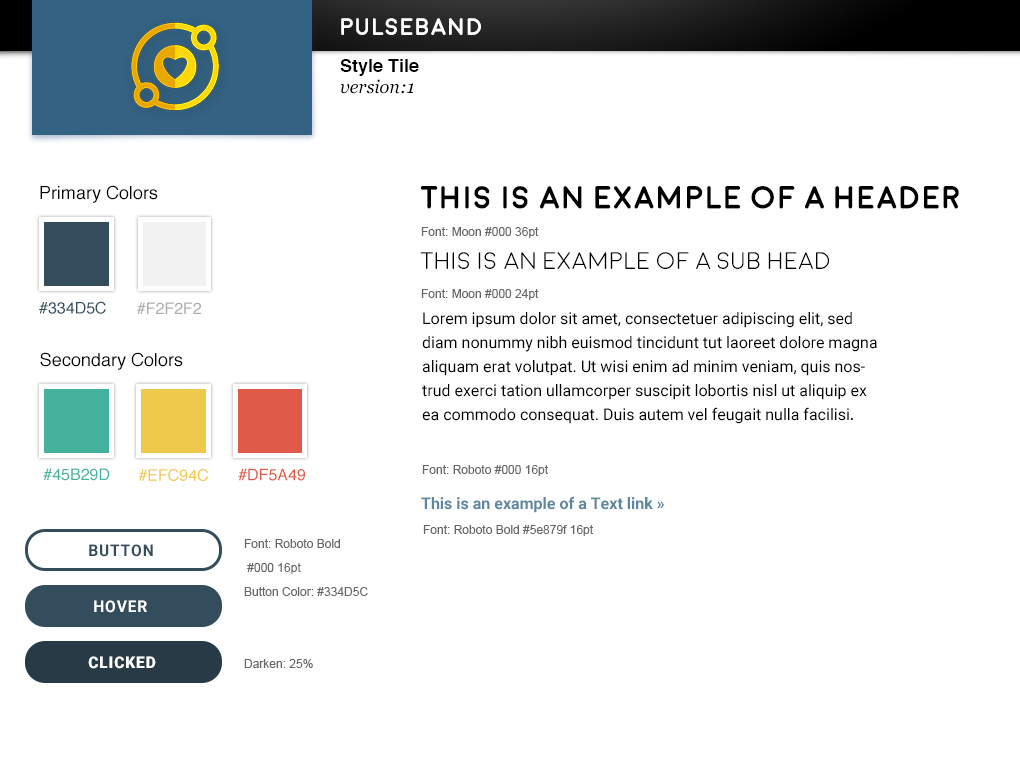 PULSEBAND
Style Tile
version:1
Primary Colors
#334D5C
#F2F2F2
Secondary Colors
#45B29D
#EFC94C
#DF5A49
BUTTON
HOVER
CLICKED
Font: Roboto Bold
#000 16pt
Button Color: #334D5C
Darken: 25%
THIS IS AN EXAMPLE OF A HEADER
Font: Moon #000 36pt
THIS IS AN EXAMPLE OF A SUB HEAD
Font: Moon #000 24pt
Lorem ipsum dolor sit amet, consectetuer adipiscing elit, sed
diam nonummy nibh euismod tincidunt tut laoreet dolore magna
aliquam erat volutpat. Ut wisi enim ad minim veniam, quis nos-
trud exerci tation ullamcorper suscipit lobortis nisl ut aliquip ex
ea commodo consequat. Duis autem vel feugait nulla facilisi.
Font: Roboto #000 16pt
This is an example of a Text link »
Font: Roboto Bold #5e879f 16pt